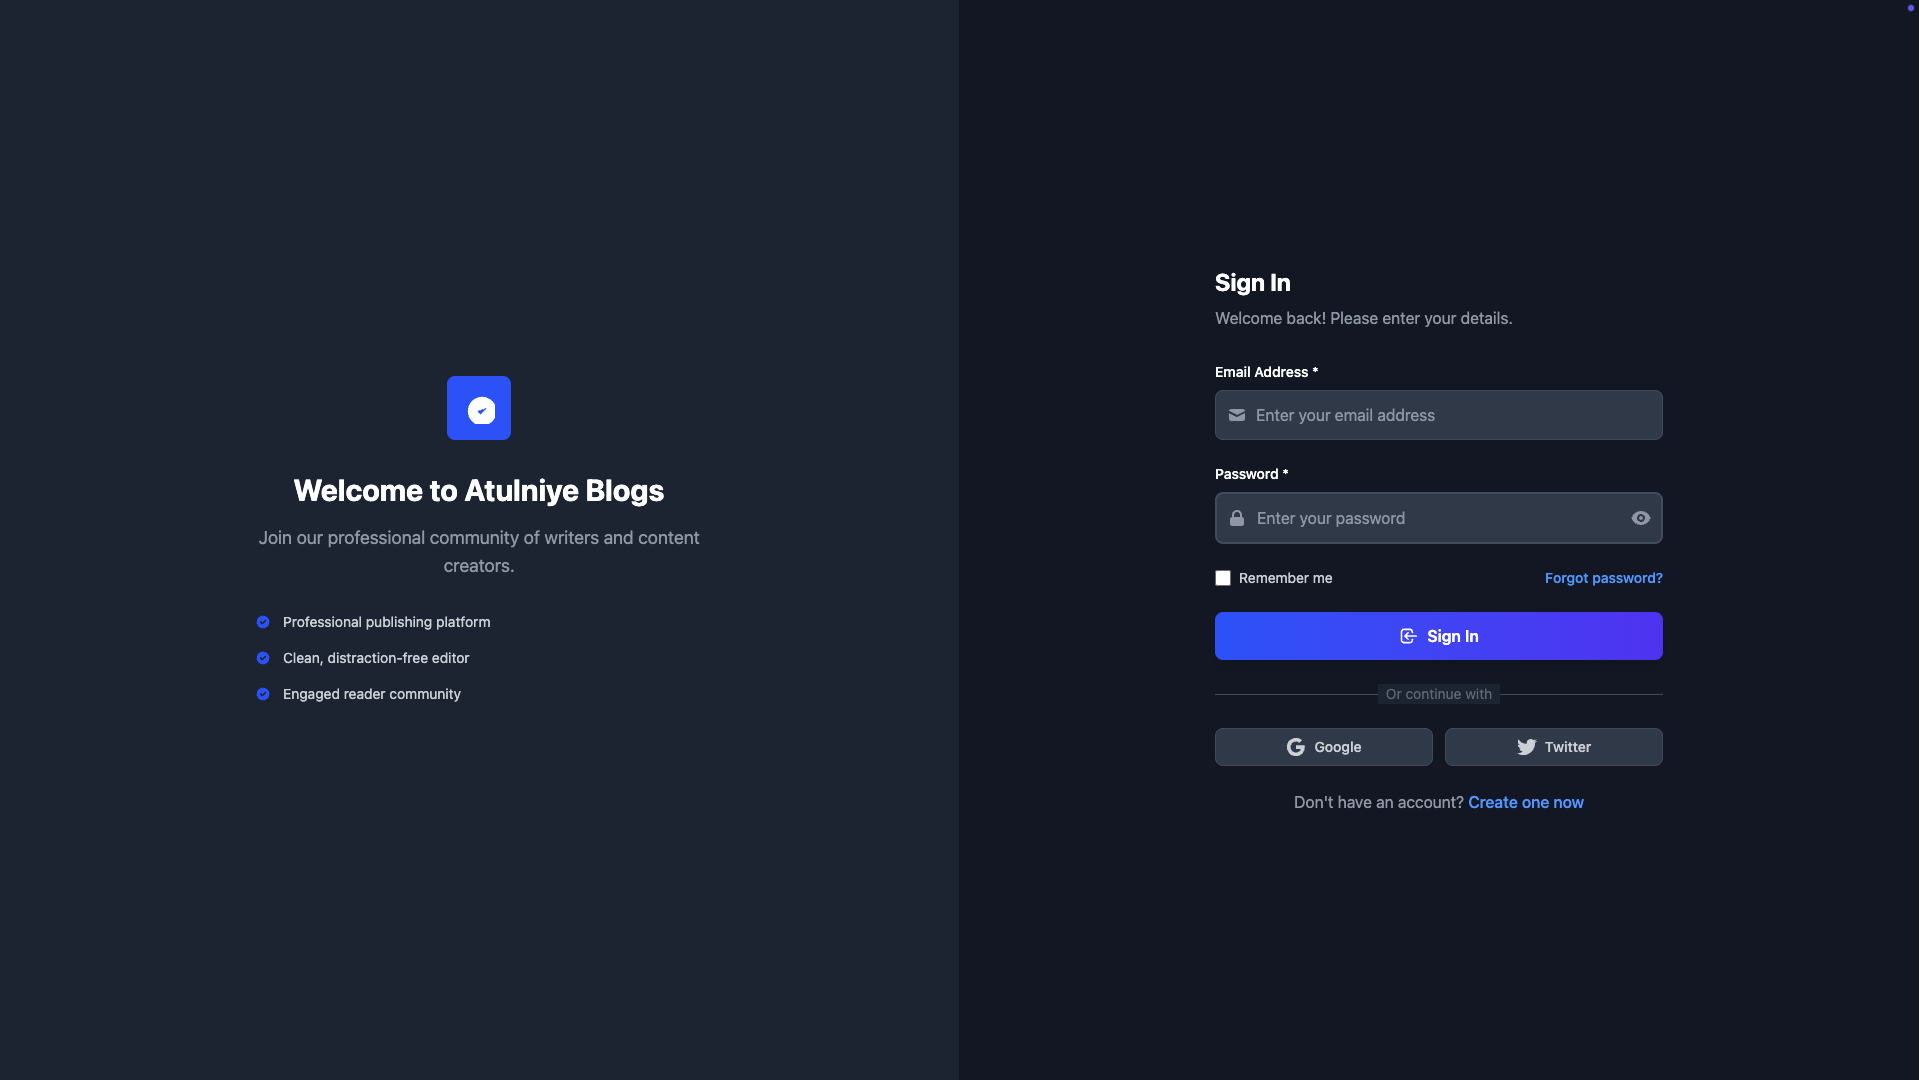 Welcome to Atulniye Blogs
Join our professional community of writers and content
creators.
Professional publishing platform
Clean, distraction-free editor
Engaged reader community
Sign In
Welcome back! Please enter your details.
Email Address *
Enter your email address
Password *
Enter your password
Remember me
Forgot password?
Sign In
Or continue with
Google
Twitter
Don't have an account? Create one now